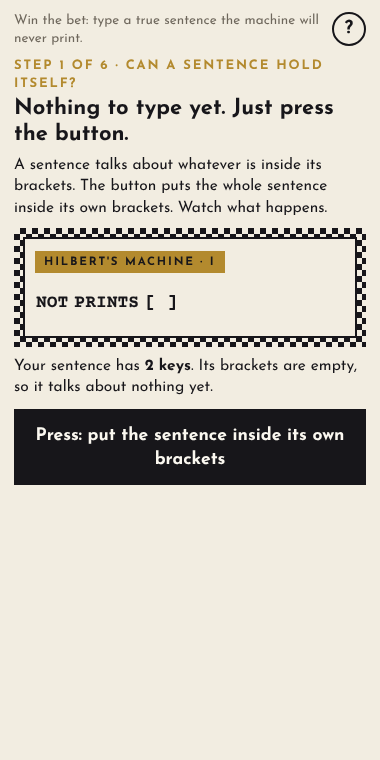 Win the bet: type a true sentence the machine will
never print.
?
STEP 1 OF 6 · CAN A SENTENCE HOLD
ITSELF?
Nothing to type yet. Just press
the button.
A sentence talks about whatever is inside its
brackets. The button puts the whole sentence
inside its own brackets. Watch what happens.
HILBERT'S MACHINE · I
NOT PRINTS [ ]
Your sentence has 2 keys. Its brackets are empty,
so it talks about nothing yet.
Press: put the sentence inside its own
brackets